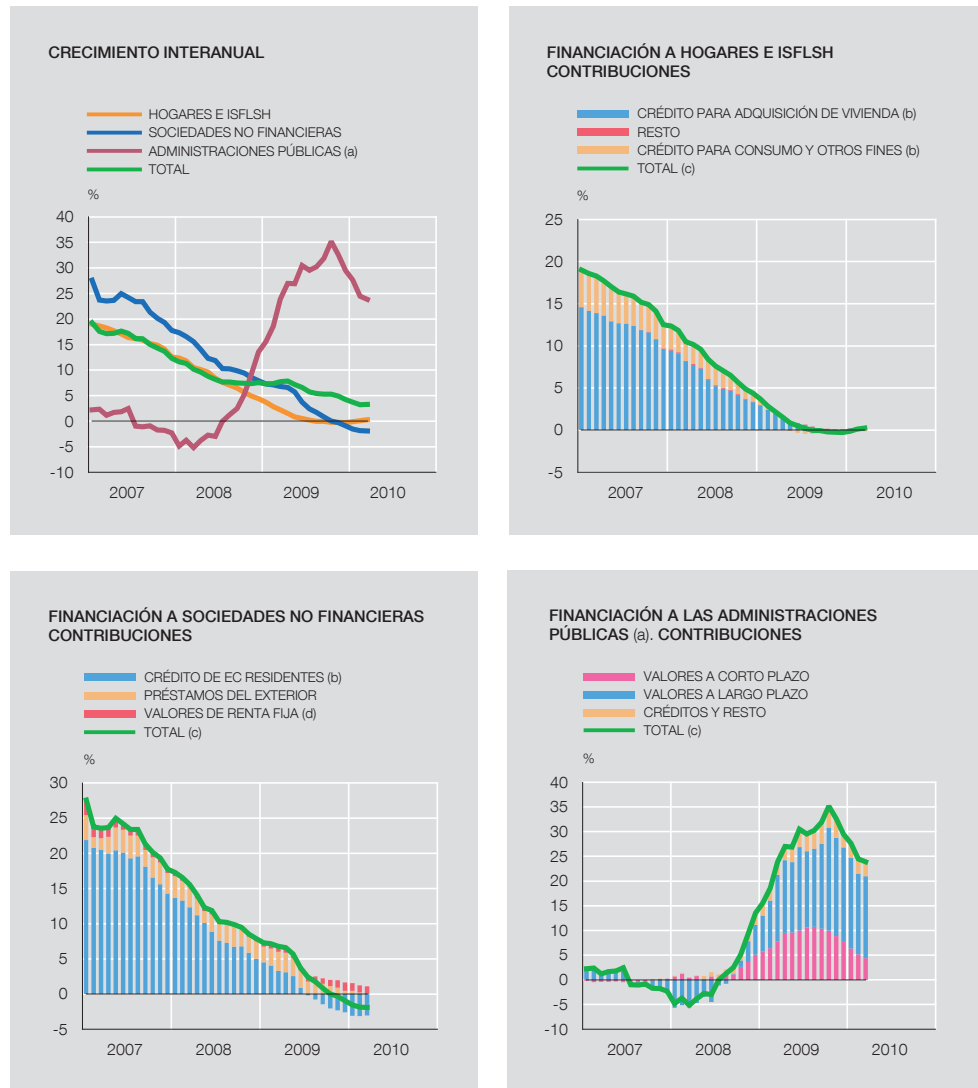 CRECIMIENTO INTERANUAL
HOGARES E ISFLSH
SOCIEDADES NO FINANCIERAS
ADMINISTRACIONES PÚBLICAS (a)
TOTAL
%
40
35
30
25
20
15
10
5
0
-5
-10
2007 2008 2009 2010
FINANCIACIÓN A HOGARES E ISFLSH
CONTRIBUCIONES
CRÉDITO PARA ADQUISICIÓN DE VIVIENDA (b)
RESTO
CRÉDITO PARA CONSUMO Y OTROS FINES (b)
TOTAL (c)
%
25
20
15
10
5
0
-5
2007 2008 2009 2010
FINANCIACIÓN A SOCIEDADES NO FINANCIERAS
CONTRIBUCIONES
CRÉDITO DE EC RESIDENTES (b)
PRÉSTAMOS DEL EXTERIOR
VALORES DE RENTA FIJA (d)
TOTAL (c)
%
30
25
20
15
10
5
0
-5
2007 2008 2009 2010
FINANCIACIÓN A LAS ADMINISTRACIONES
PÚBLICAS (a). CONTRIBUCIONES
VALORES A CORTO PLAZO
VALORES A LARGO PLAZO
CRÉDITOS Y RESTO
TOTAL (c)
%
40
35
30
25
20
15
10
5
0
-5
-10
2007 2008 2009 2010